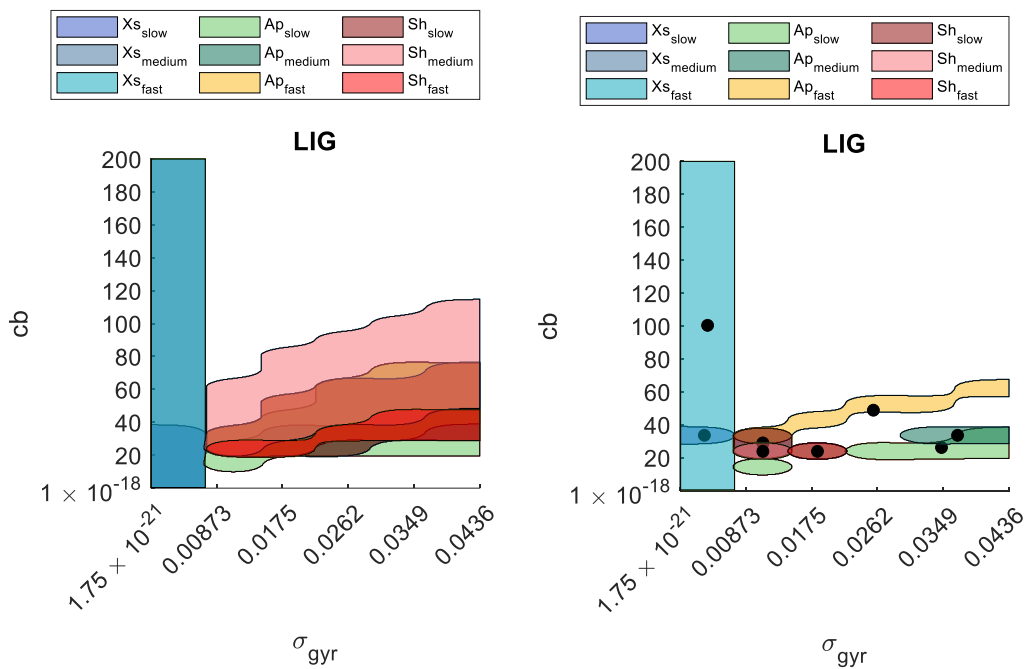 Xs_slow Ap_slow Sh_slow
Xs_medium Ap_medium Sh_medium
Xs_fast Ap_fast Sh_fast
LIG
200
180
160
140
120
100
80
60
40
20
1 × 10^-18
cb
1.75 × 10^-21 0.00873 0.0175 0.0262 0.0349 0.0436
σ_gyr
Xs_slow Ap_slow Sh_slow
Xs_medium Ap_medium Sh_medium
Xs_fast Ap_fast Sh_fast
LIG
200
180
160
140
120
100
80
60
40
20
1 × 10^-18
cb
1.75 × 10^-21 0.00873 0.0175 0.0262 0.0349 0.0436
σ_gyr